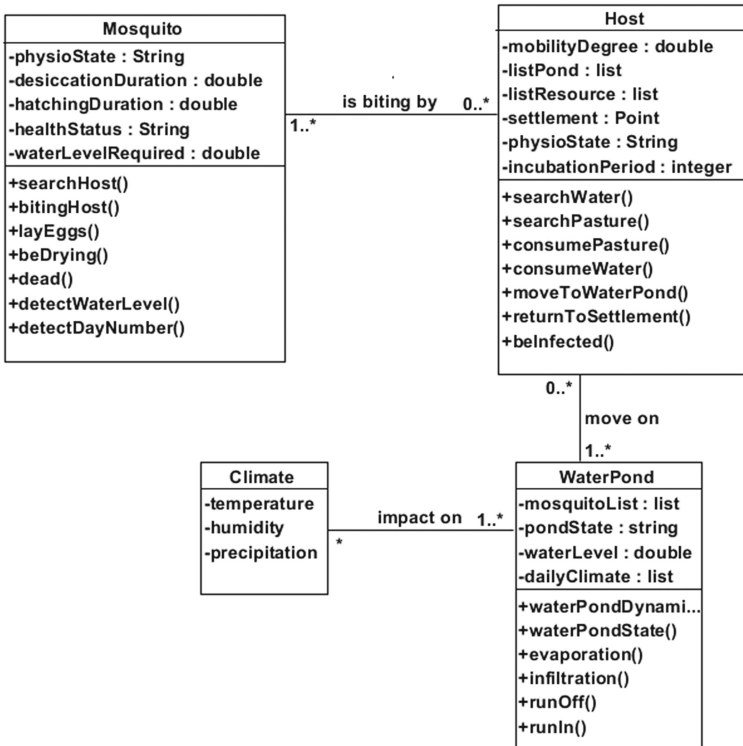 Mosquito
-physioState : String
-desiccationDuration : double
-hatchingDuration : double
-healthStatus : String
-waterLevelRequired : double
+searchHost()
+bitingHost()
+layEggs()
+beDrying()
+dead()
+detectWaterLevel()
+detectDayNumber()
is biting by
1..*
0..*
Host
-mobilityDegree : double
-listPond : list
-listResource : list
-settlement : Point
-physioState : String
-incubationPeriod : integer
+searchWater()
+searchPasture()
+consumePasture()
+consumeWater()
+moveToWaterPond()
+returnToSettlement()
+beInfected()
0..*
move on
1..*
Climate
-temperature
-humidity
-precipitation
impact on
*
1..*
WaterPond
-mosquitoList : list
-pondState : string
-waterLevel : double
-dailyClimate : list
+waterPondDynami...
+waterPondState()
+evaporation()
+infiltration()
+runOff()
+runIn()